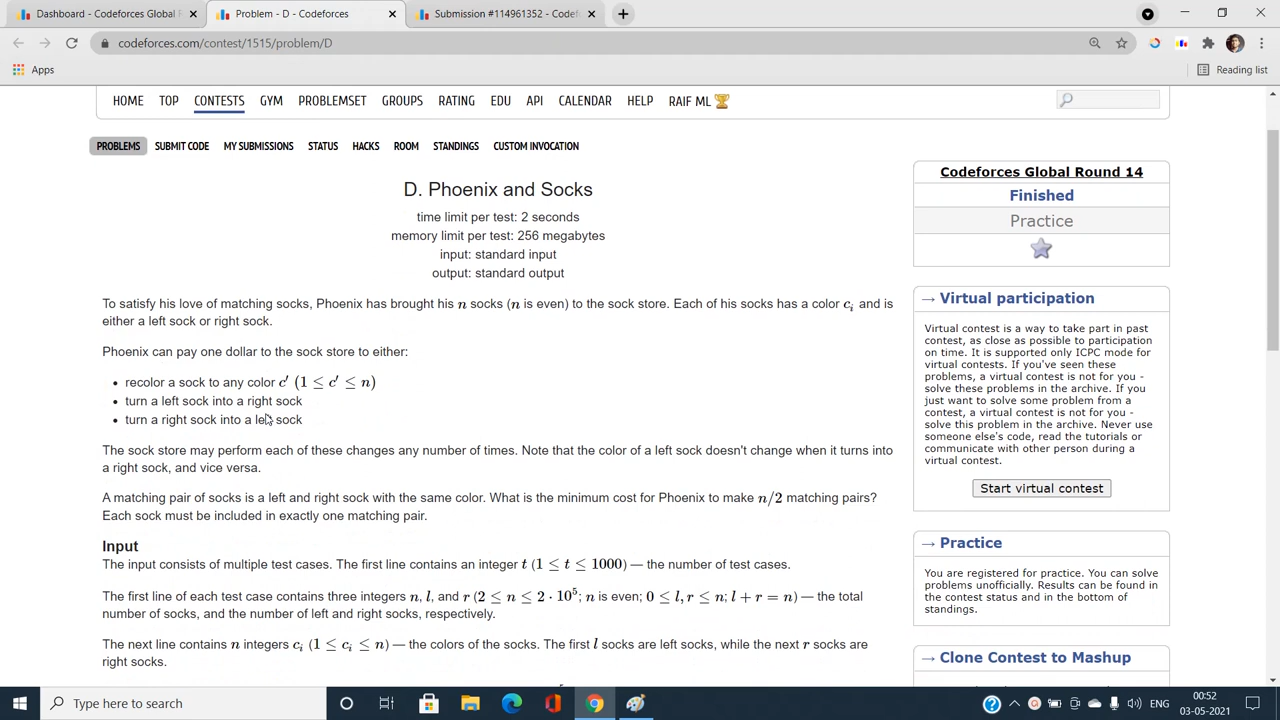 Dashboard - Codeforces Global R
Problem - D - Codeforces
Submission #114961352 - Codef
codeforces.com/contest/1515/problem/D
Apps
Reading list
HOME TOP CONTESTS GYM PROBLEMSET GROUPS RATING EDU API CALENDAR HELP RAIF ML
PROBLEMS SUBMIT CODE MY SUBMISSIONS STATUS HACKS ROOM STANDINGS CUSTOM INVOCATION
D. Phoenix and Socks
time limit per test: 2 seconds
memory limit per test: 256 megabytes
input: standard input
output: standard output
To satisfy his love of matching socks, Phoenix has brought his n socks (n is even) to the sock store. Each of his socks has a color c_i and is
either a left sock or right sock.
Phoenix can pay one dollar to the sock store to either:
• recolor a sock to any color c′ (1 ≤ c′ ≤ n)
• turn a left sock into a right sock
• turn a right sock into a left sock
The sock store may perform each of these changes any number of times. Note that the color of a left sock doesn't change when it turns into
a right sock, and vice versa.
A matching pair of socks is a left and right sock with the same color. What is the minimum cost for Phoenix to make n/2 matching pairs?
Each sock must be included in exactly one matching pair.
Input
The input consists of multiple test cases. The first line contains an integer t (1 ≤ t ≤ 1000) — the number of test cases.
The first line of each test case contains three integers n, l, and r (2 ≤ n ≤ 2 · 10^5; n is even; 0 ≤ l, r ≤ n; l + r = n) — the total
number of socks, and the number of left and right socks, respectively.
The next line contains n integers c_i (1 ≤ c_i ≤ n) — the colors of the socks. The first l socks are left socks, while the next r socks are
right socks.
Codeforces Global Round 14
Finished
Practice
→ Virtual participation
Virtual contest is a way to take part in past
contest, as close as possible to participation
on time. It is supported only ICPC mode for
virtual contests. If you've seen these
problems, a virtual contest is not for you -
solve these problems in the archive. If you
just want to solve some problem from a
contest, a virtual contest is not for you -
solve this problem in the archive. Never use
someone else's code, read the tutorials or
communicate with other person during a
virtual contest.
Start virtual contest
→ Practice
You are registered for practice. You can solve
problems unofficially. Results can be found in
the contest status and in the bottom of
standings.
→ Clone Contest to Mashup
Type here to search
ENG
00:52
03-05-2021